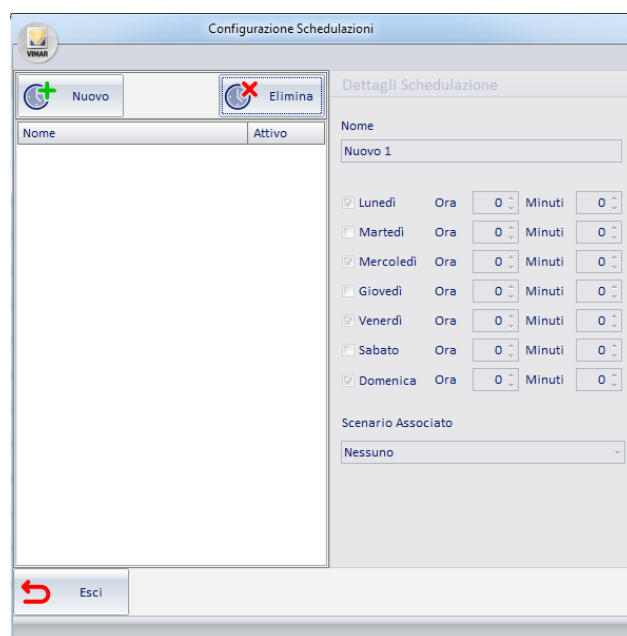 Configurazione Schedulazioni
VIMAR
Nuovo
Elimina
Nome
Attivo
Dettagli Schedulazione
Nome
Nuovo 1
Lunedì Ora 0 Minuti 0
Martedì Ora 0 Minuti 0
Mercoledì Ora 0 Minuti 0
Giovedì Ora 0 Minuti 0
Venerdì Ora 0 Minuti 0
Sabato Ora 0 Minuti 0
Domenica Ora 0 Minuti 0
Scenario Associato
Nessuno
Esci